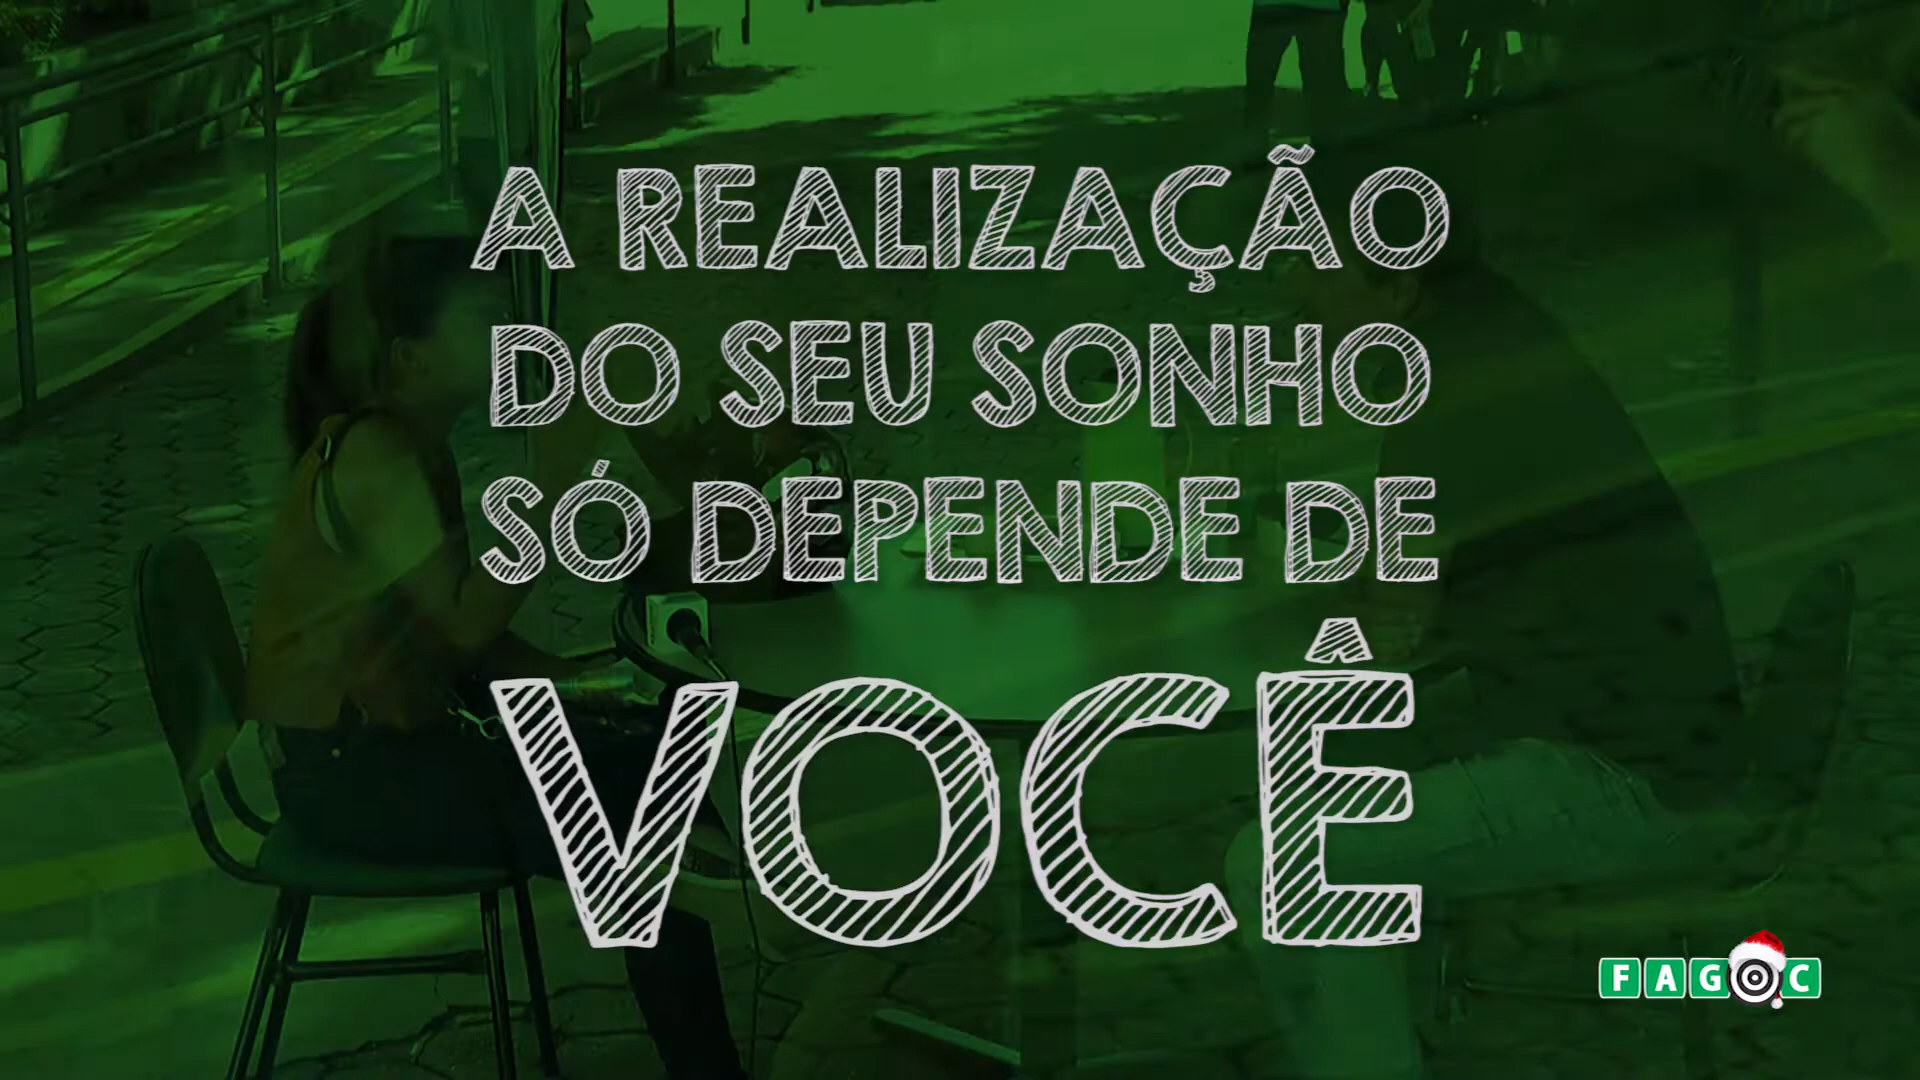 A REALIZAÇÃO
DO SEU SONHO
SÓ DEPENDE DE
VOCÊ
FAGOC